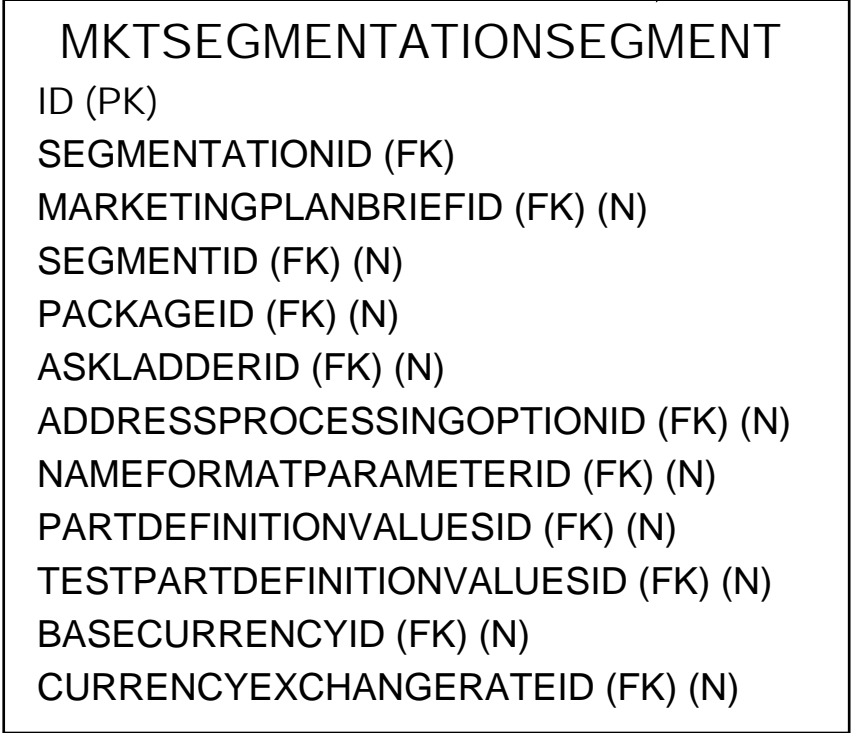 MKTSEGMENTATIONSEGMENT
ID (PK)
SEGMENTATIONID (FK)
MARKETINGPLANBRIEFID (FK) (N)
SEGMENTID (FK) (N)
PACKAGEID (FK) (N)
ASKLADDERID (FK) (N)
ADDRESSPROCESSINGOPTIONID (FK) (N)
NAMEFORMATPARAMETERID (FK) (N)
PARTDEFINITIONVALUESID (FK) (N)
TESTPARTDEFINITIONVALUESID (FK) (N)
BASECURRENCYID (FK) (N)
CURRENCYEXCHANGERATEID (FK) (N)